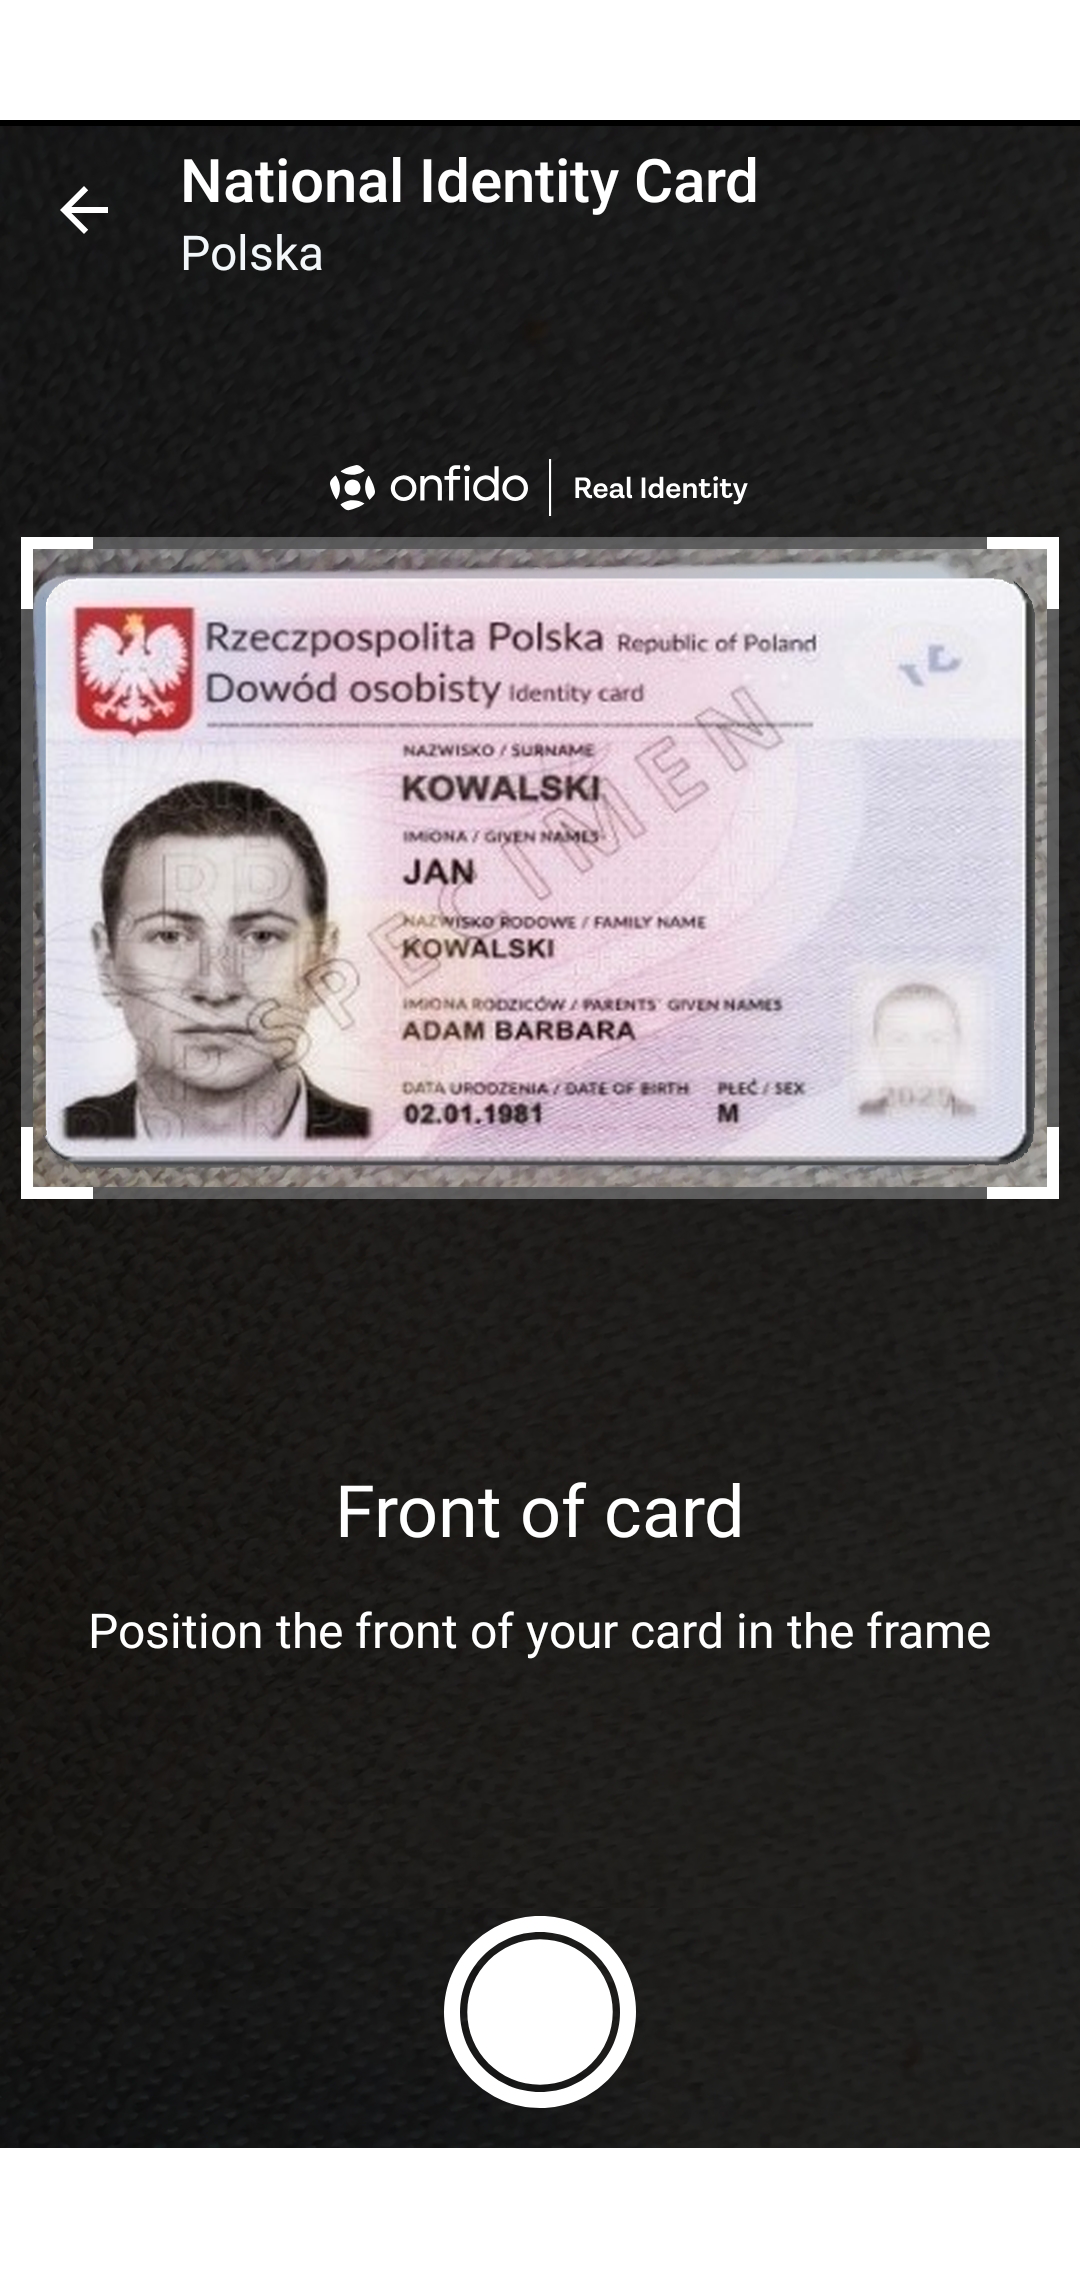 National Identity Card
Polska
onfido | Real Identity
Rzeczpospolita Polska Republic of Poland
Dowód osobisty Identity card
NAZWISKO / SURNAME
KOWALSKI
IMIONA / GIVEN NAMES
JAN
NAZWISKO RODOWE / FAMILY NAME
KOWALSKI
IMIONA RODZICÓW / PARENTS' GIVEN NAMES
ADAM BARBARA
DATA URODZENIA / DATE OF BIRTH PŁEĆ / SEX
02.01.1981 M
SPECIMEN
Front of card
Position the front of your card in the frame